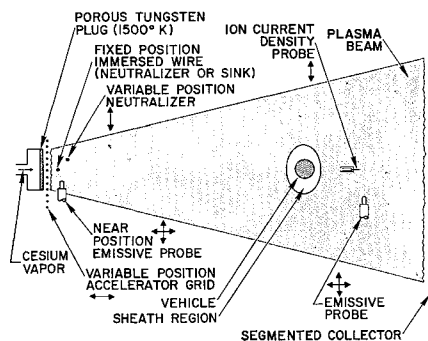 POROUS TUNGSTEN
PLUG (1500° K)
FIXED POSITION
IMMERSED WIRE
(NEUTRALIZER OR SINK)
VARIABLE POSITION
NEUTRALIZER
ION CURRENT
DENSITY
PROBE
PLASMA
BEAM
CESIUM
VAPOR
NEAR
POSITION
EMISSIVE PROBE
VARIABLE POSITION
ACCELERATOR GRID
VEHICLE
SHEATH REGION
EMISSIVE
PROBE
SEGMENTED COLLECTOR